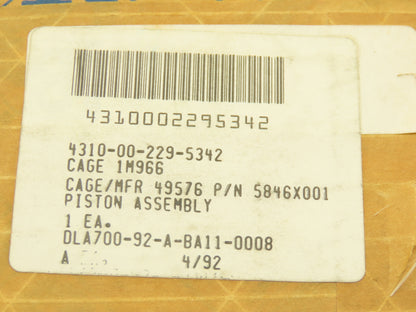 4310002295342
4310-00-229-5342
CAGE 1M966
CAGE/MFR 49576 P/N 5846X001
PISTON ASSEMBLY
1 EA.
DLA700-92-A-BA11-0008
A 4/92